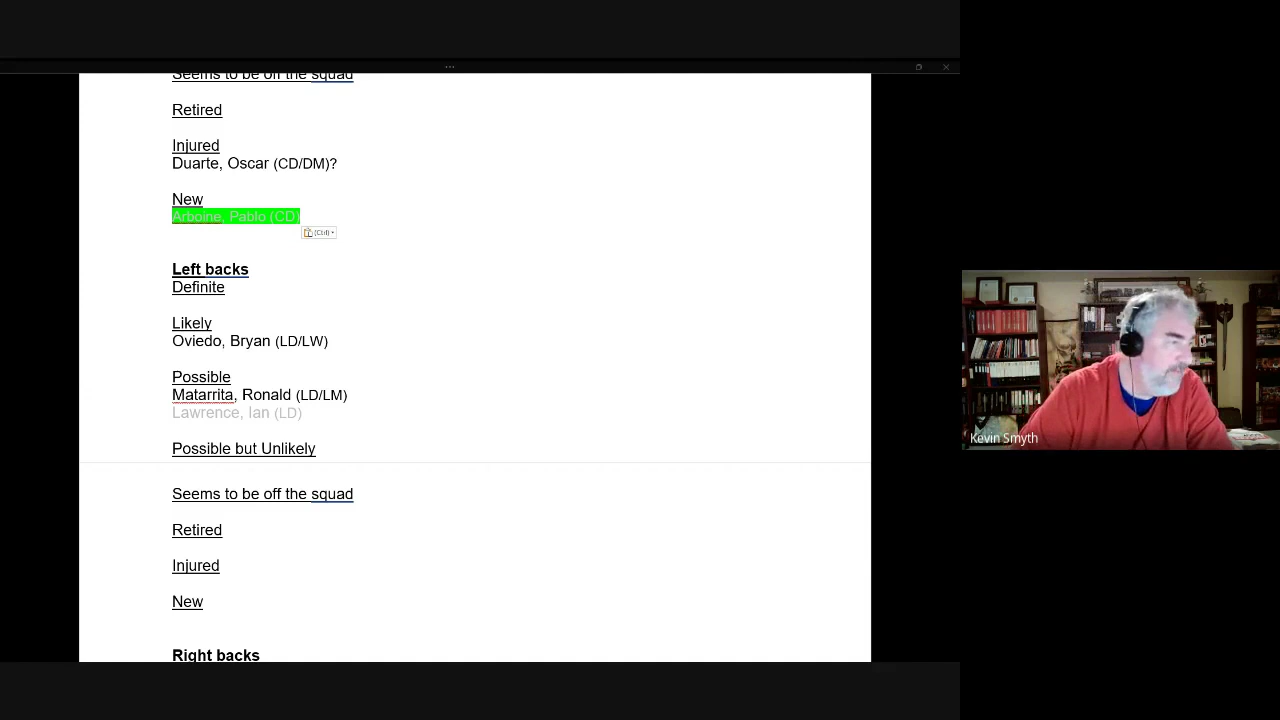 Seems to be off the squad
Retired
Injured
Duarte, Oscar (CD/DM)?
New
Arboine, Pablo (CD)
(Ctrl)
Left backs
Definite
Likely
Oviedo, Bryan (LD/LW)
Possible
Matarrita, Ronald (LD/LM)
Lawrence, Ian (LD)
Possible but Unlikely
Seems to be off the squad
Retired
Injured
New
Right backs
Kevin Smyth